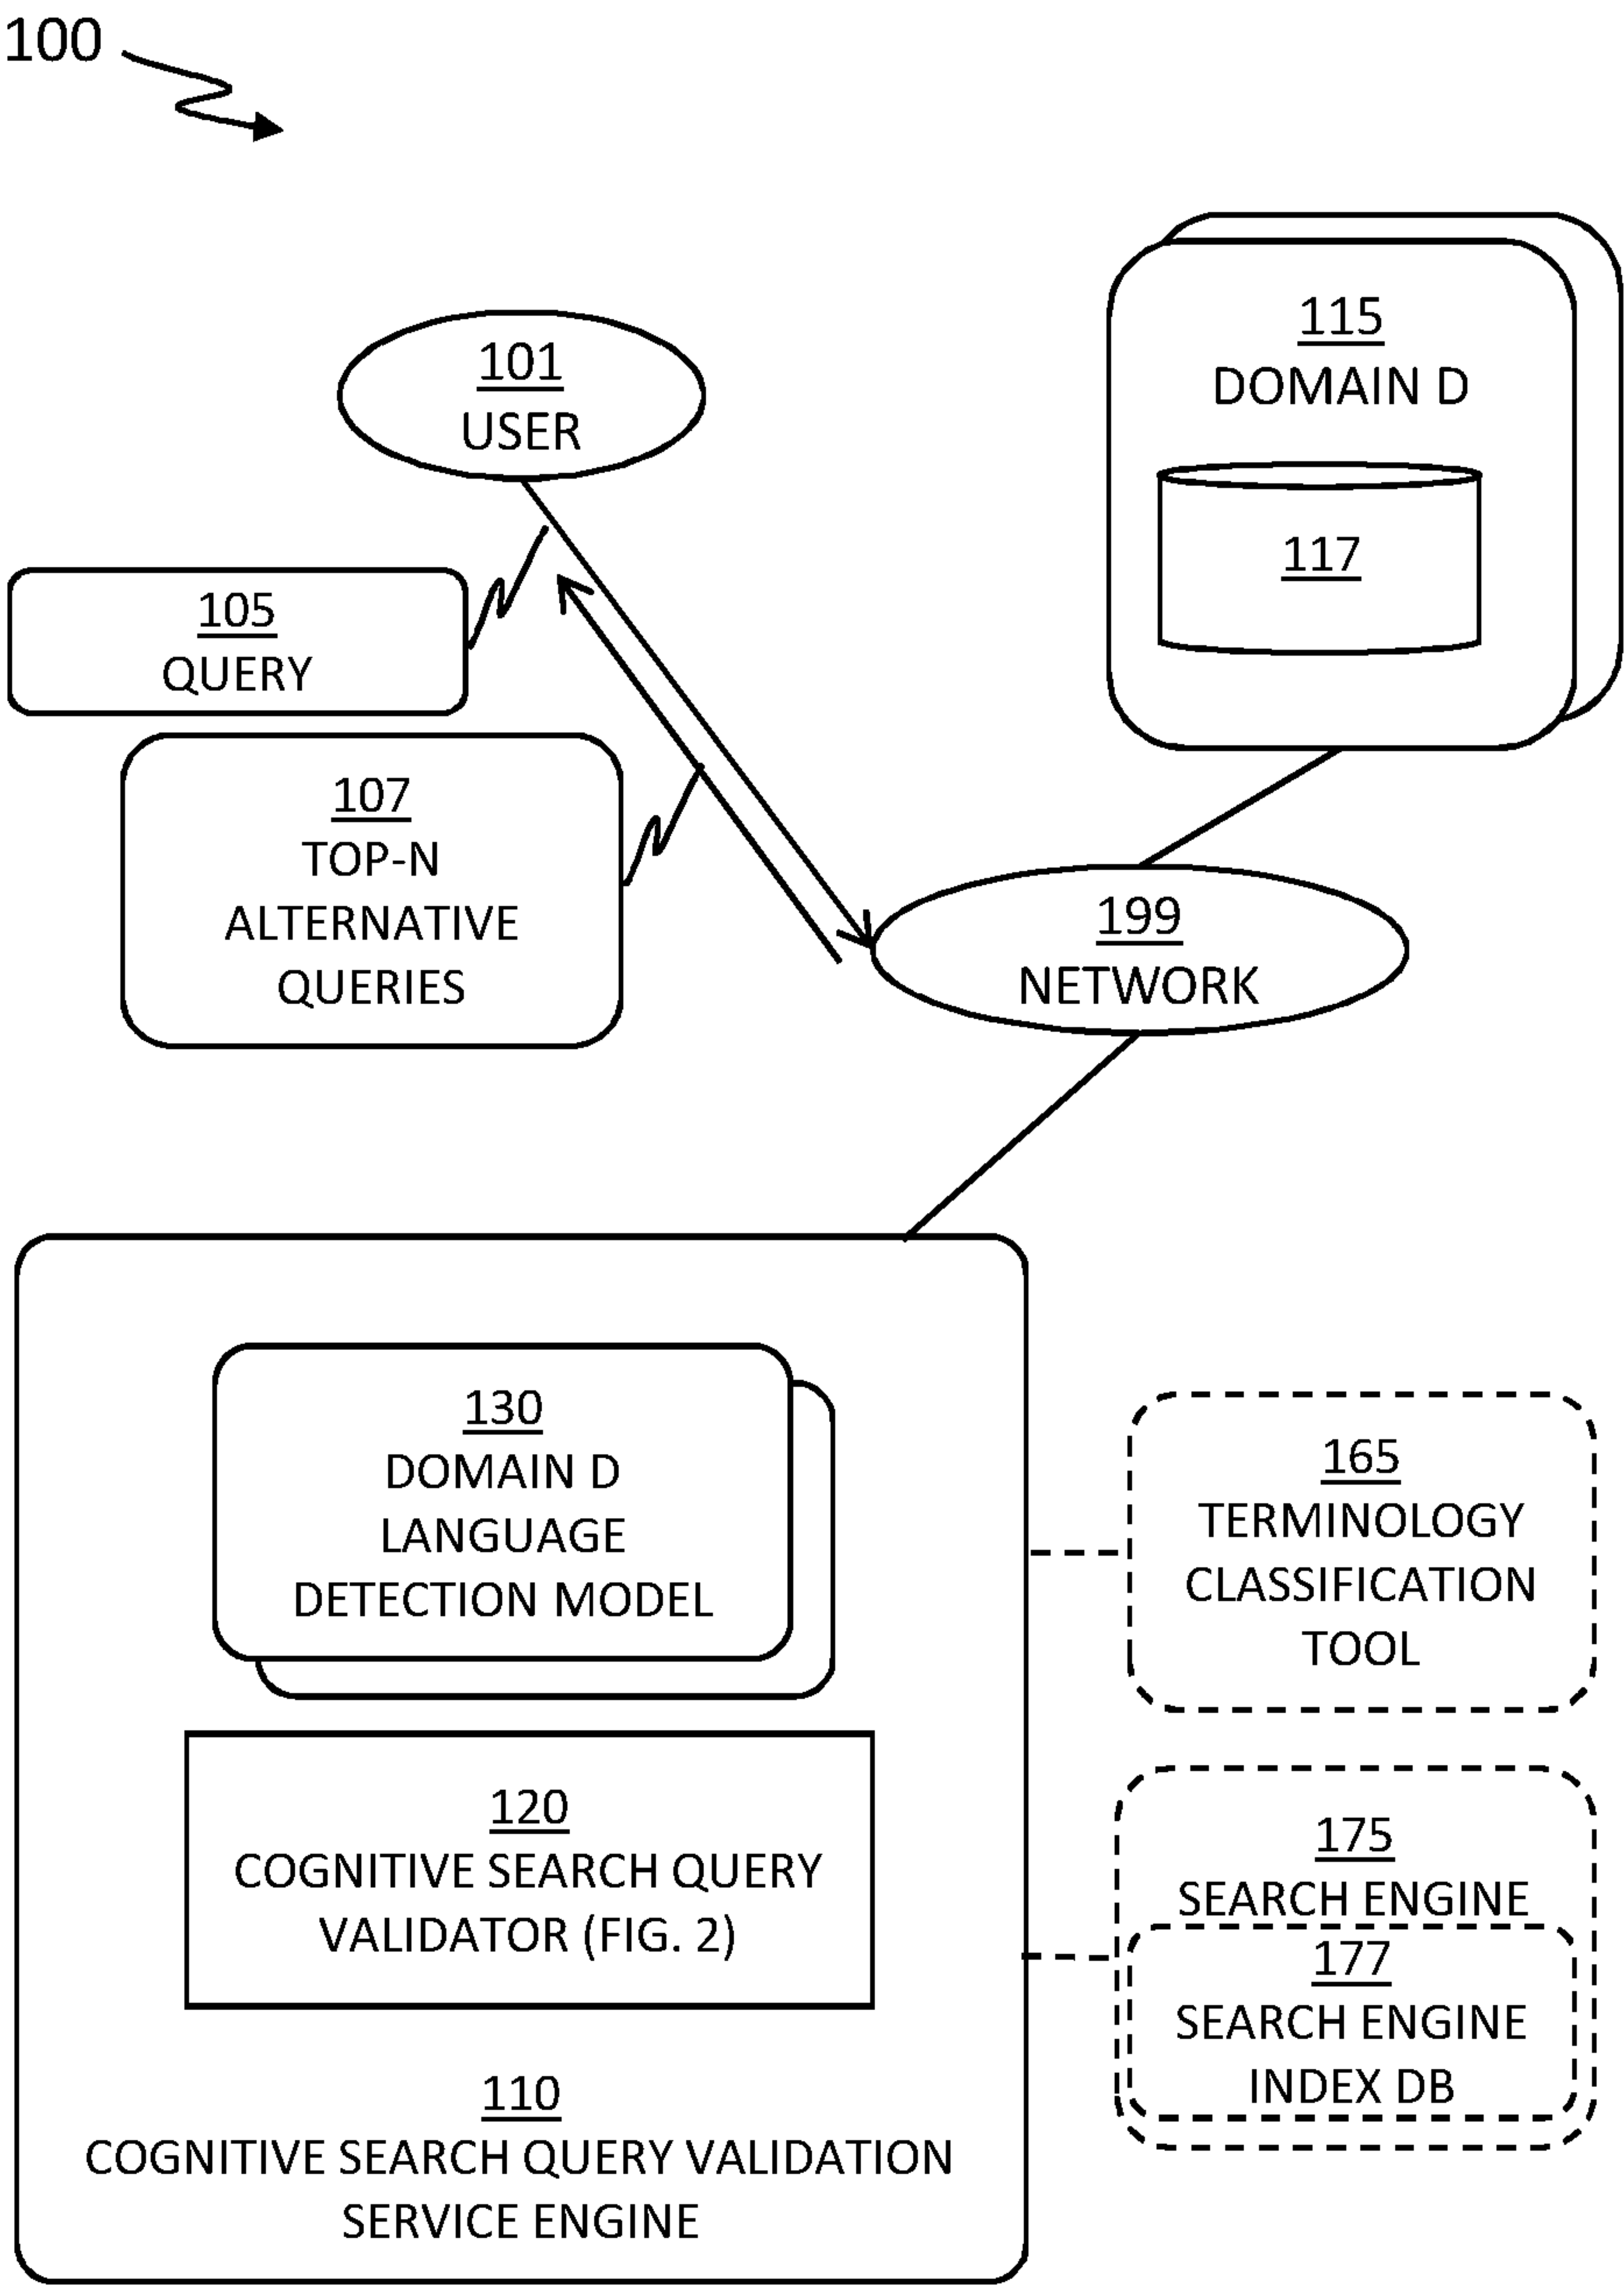 100
101
USER
115
DOMAIN D
117
105
QUERY
107
TOP-N
ALTERNATIVE
QUERIES
199
NETWORK
130
DOMAIN D
LANGUAGE
DETECTION MODEL
120
COGNITIVE SEARCH QUERY
VALIDATOR (FIG. 2)
110
COGNITIVE SEARCH QUERY VALIDATION
SERVICE ENGINE
165
TERMINOLOGY
CLASSIFICATION
TOOL
175
SEARCH ENGINE
177
SEARCH ENGINE
INDEX DB